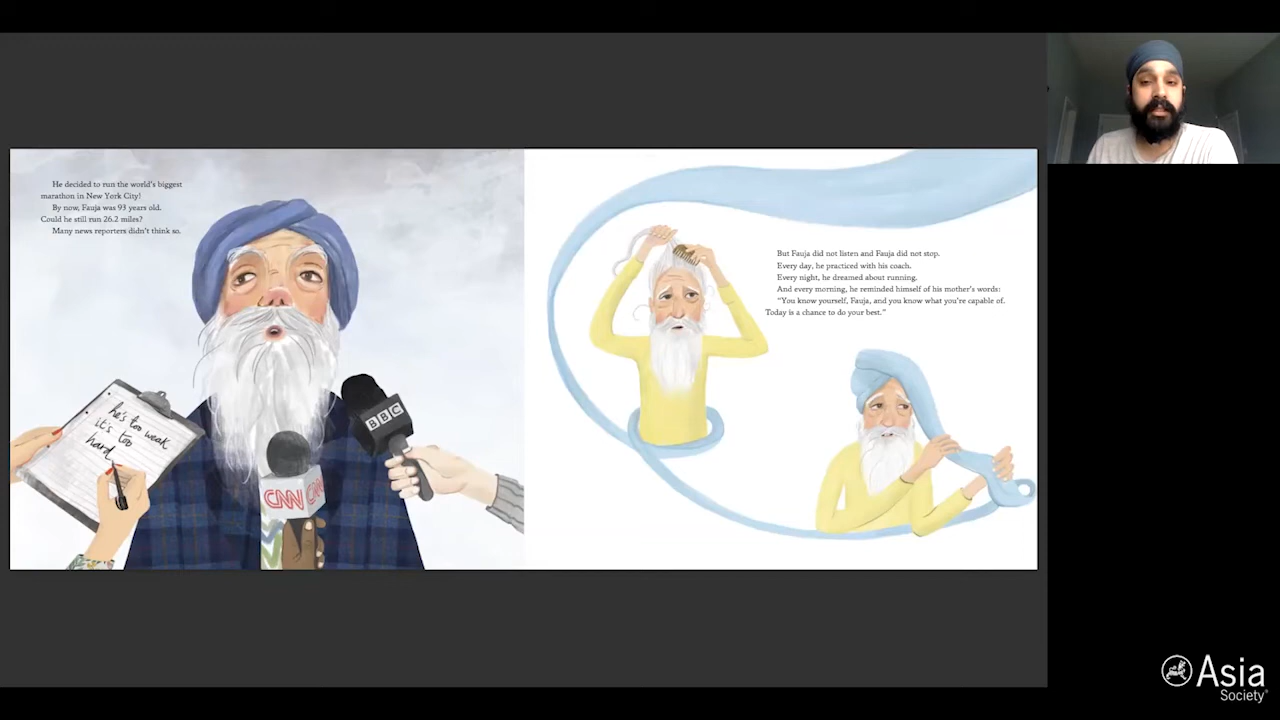 He decided to run the world's biggest
marathon in New York City!
By now, Fauja was 93 years old.
Could he still run 26.2 miles?
Many news reporters didn't think so.
he's too weak
it's too
hard
BBC
CNN
CNN
But Fauja did not listen and Fauja did not stop.
Every day, he practiced with his coach.
Every night, he dreamed about running.
And every morning, he reminded himself of his mother's words:
"You know yourself, Fauja, and you know what you're capable of.
Today is a chance to do your best."
Asia
Society